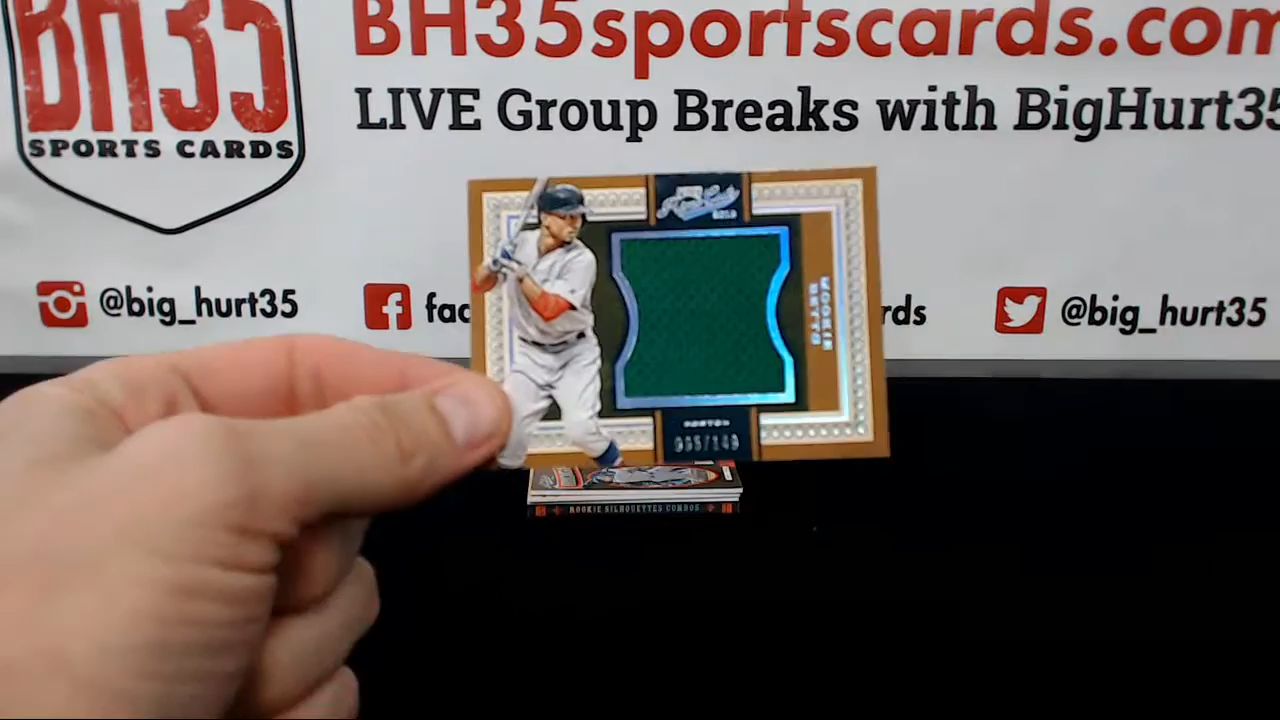 BH35
SPORTS CARDS
BH35sportscards.com
LIVE Group Breaks with BigHurt35
@big_hurt35
fac
rds
@big_hurt35
MOOKIE
BETTS
BOSTON
ROOKIE SILHOUETTES COMBOS